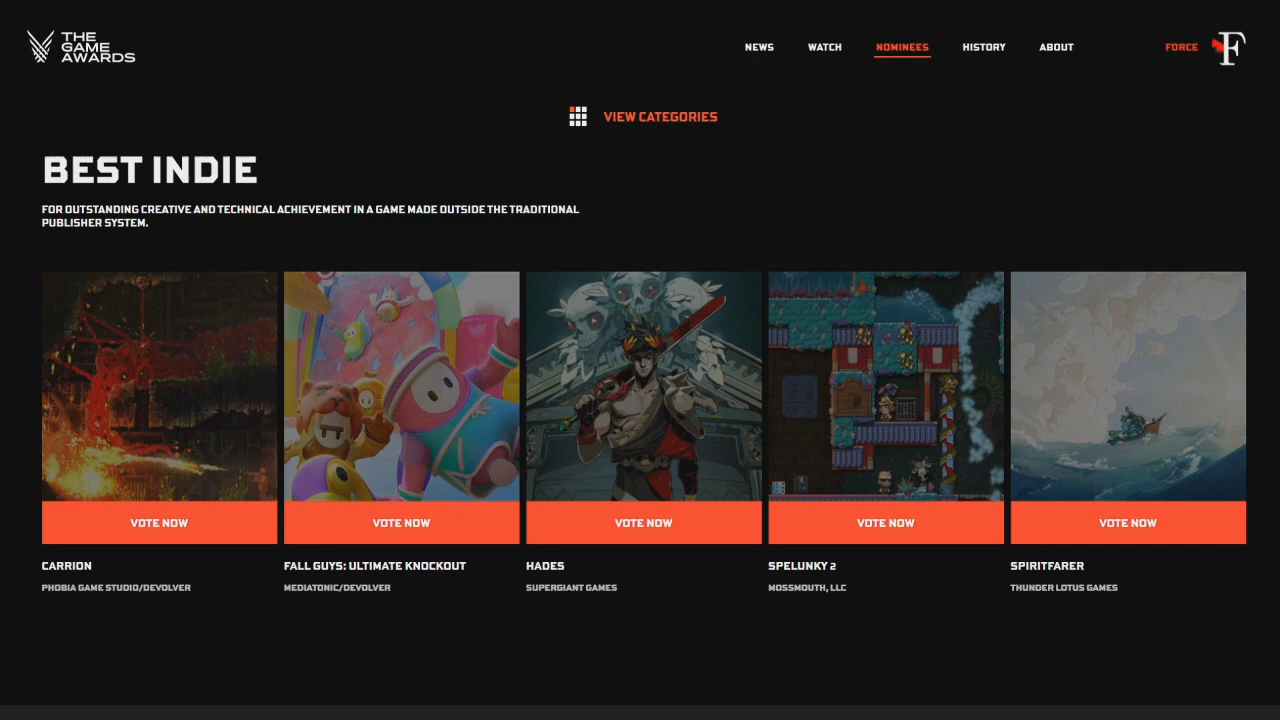 THE
GAME
AWARDS
NEWS WATCH NOMINEES HISTORY ABOUT FORCE F
VIEW CATEGORIES
BEST INDIE
FOR OUTSTANDING CREATIVE AND TECHNICAL ACHIEVEMENT IN A GAME MADE OUTSIDE THE TRADITIONAL
PUBLISHER SYSTEM.
VOTE NOW VOTE NOW VOTE NOW VOTE NOW VOTE NOW
CARRION FALL GUYS: ULTIMATE KNOCKOUT HADES SPELUNKY 2 SPIRITFARER
PHOBIA GAME STUDIO/DEVOLVER MEDIATONIC/DEVOLVER SUPERGIANT GAMES MOSSMOUTH, LLC THUNDER LOTUS GAMES